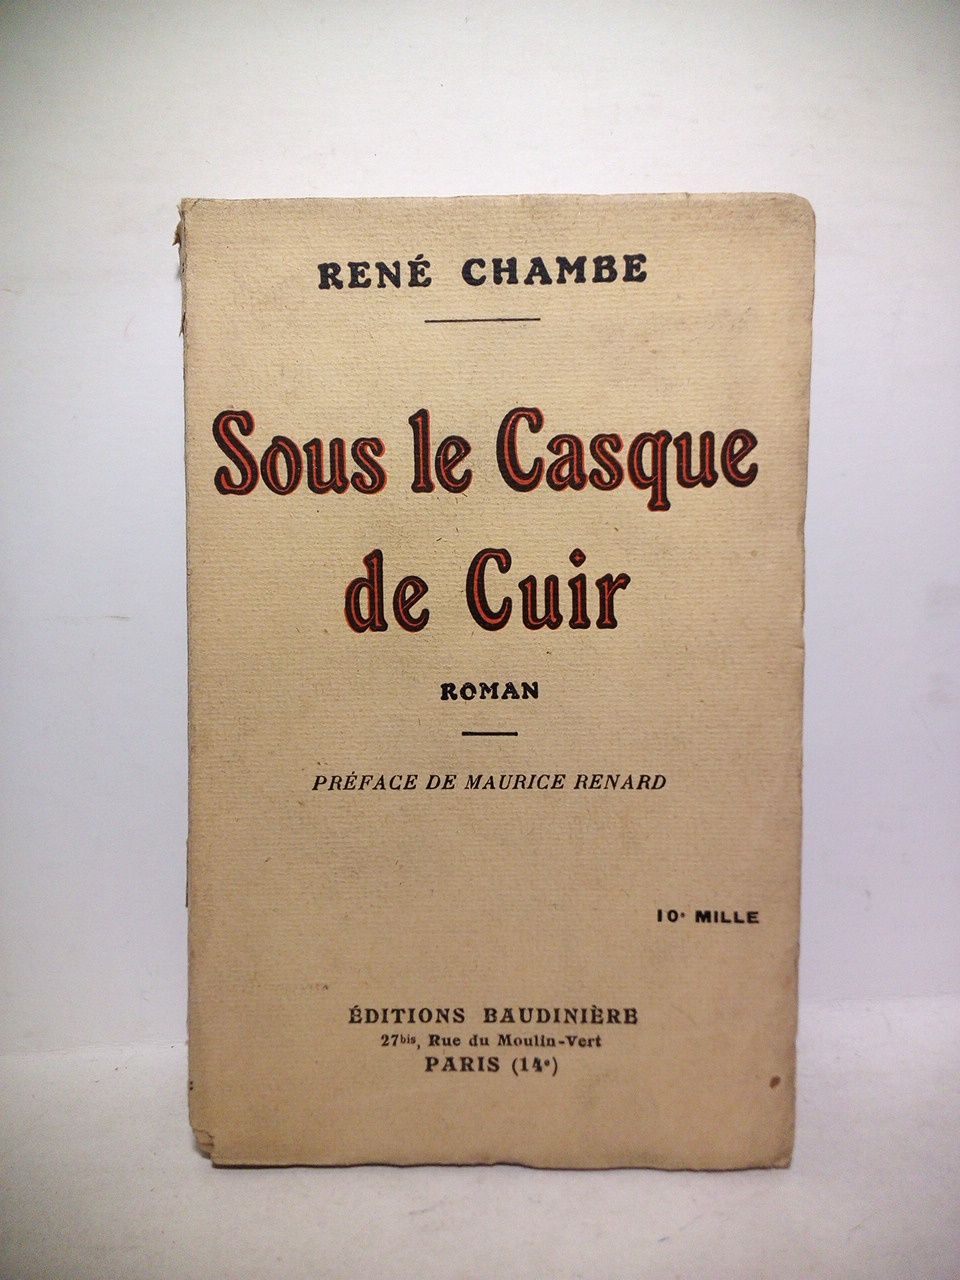 RENÉ CHAMBE
Sous le Casque
de Cuir
ROMAN
PRÉFACE DE MAURICE RENARD
10e MILLE
ÉDITIONS BAUDINIÈRE
27bis, Rue du Moulin-Vert
PARIS (14e)